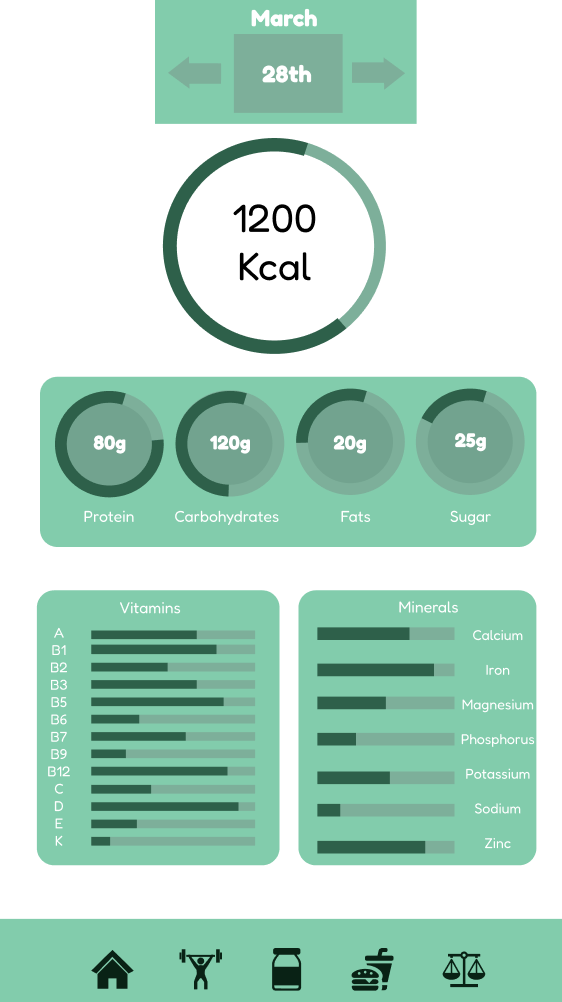 March
28th
1200
Kcal
80g
120g
20g
25g
Protein
Carbohydrates
Fats
Sugar
Vitamins
A
B1
B2
B3
B5
B6
B7
B9
B12
C
D
E
K
Minerals
Calcium
Iron
Magnesium
Phosphorus
Potassium
Sodium
Zinc